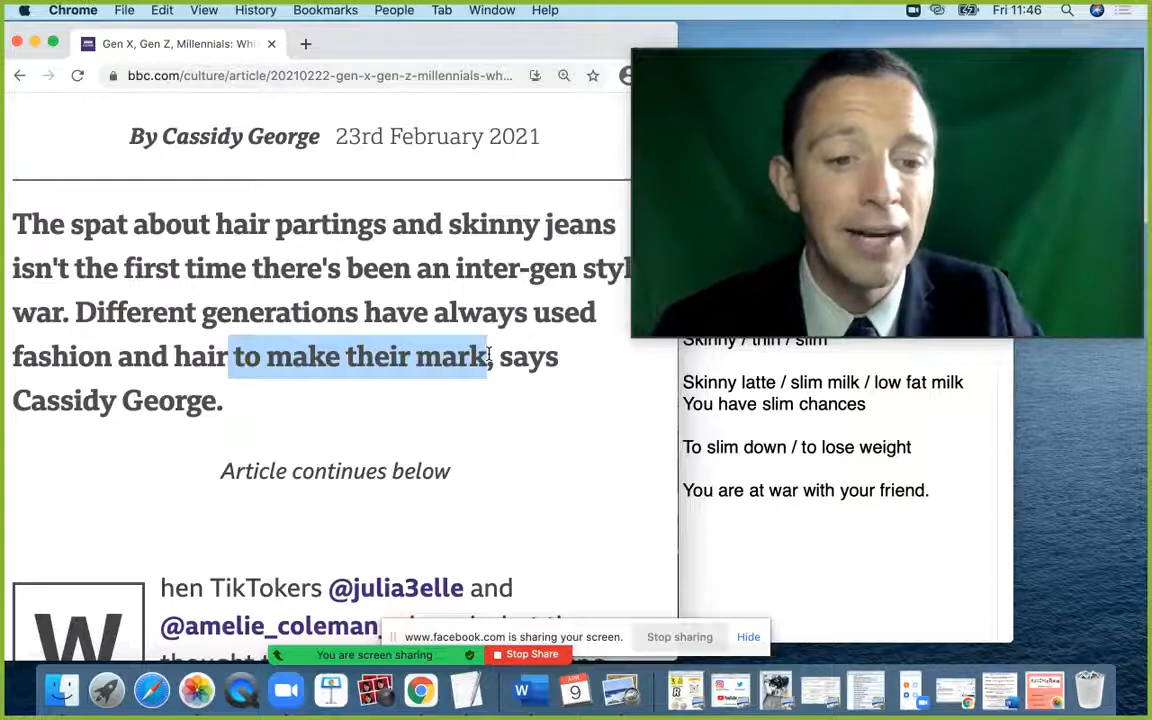 Chrome File Edit View History Bookmarks People Tab Window Help Fri 11:46
Gen X, Gen Z, Millennials: Whi
bbc.com/culture/article/20210222-gen-x-gen-z-millennials-wh...
By Cassidy George 23rd February 2021
The spat about hair partings and skinny jeans
isn't the first time there's been an inter-gen styl
war. Different generations have always used
fashion and hair to make their mark, says
Cassidy George.
Article continues below
When TikTokers @julia3elle and
@amelie_coleman_
Skinny / thin / slim
Skinny latte / slim milk / low fat milk
You have slim chances
To slim down / to lose weight
You are at war with your friend.
www.facebook.com is sharing your screen. Stop sharing Hide
You are screen sharing Stop Share
APR
9